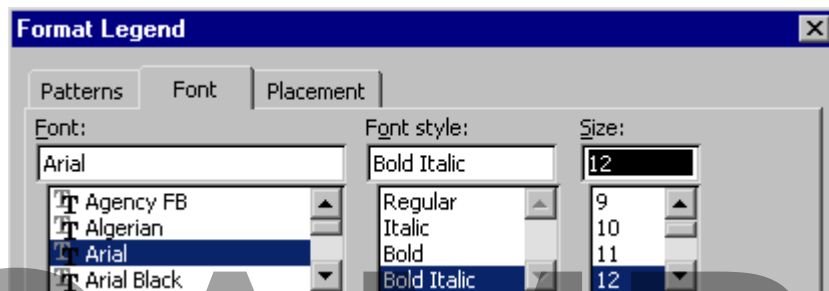 Format Legend
Patterns Font Placement
Font: Font style: Size:
Arial Bold Italic 12
Agency FB Regular 9
Algerian Italic 10
Arial Bold 11
Arial Black Bold Italic 12